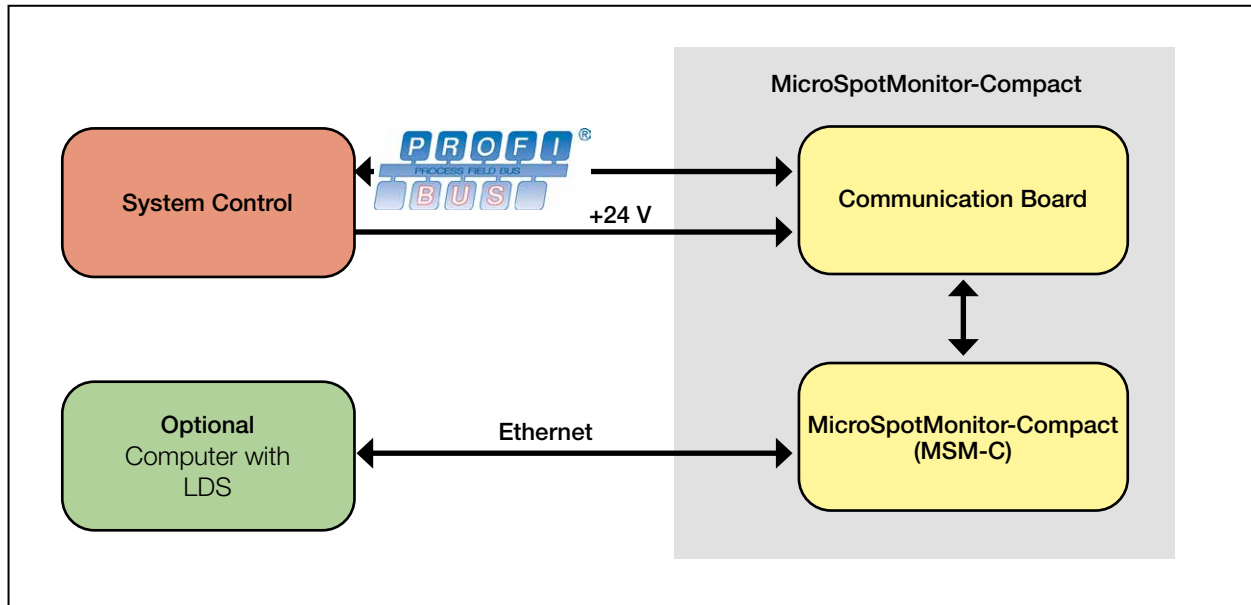 MicroSpotMonitor-Compact
System Control
PROFI®
PROCESS FIELD BUS
BUS
+24 V
Communication Board
Optional
Computer with
LDS
Ethernet
MicroSpotMonitor-Compact
(MSM-C)